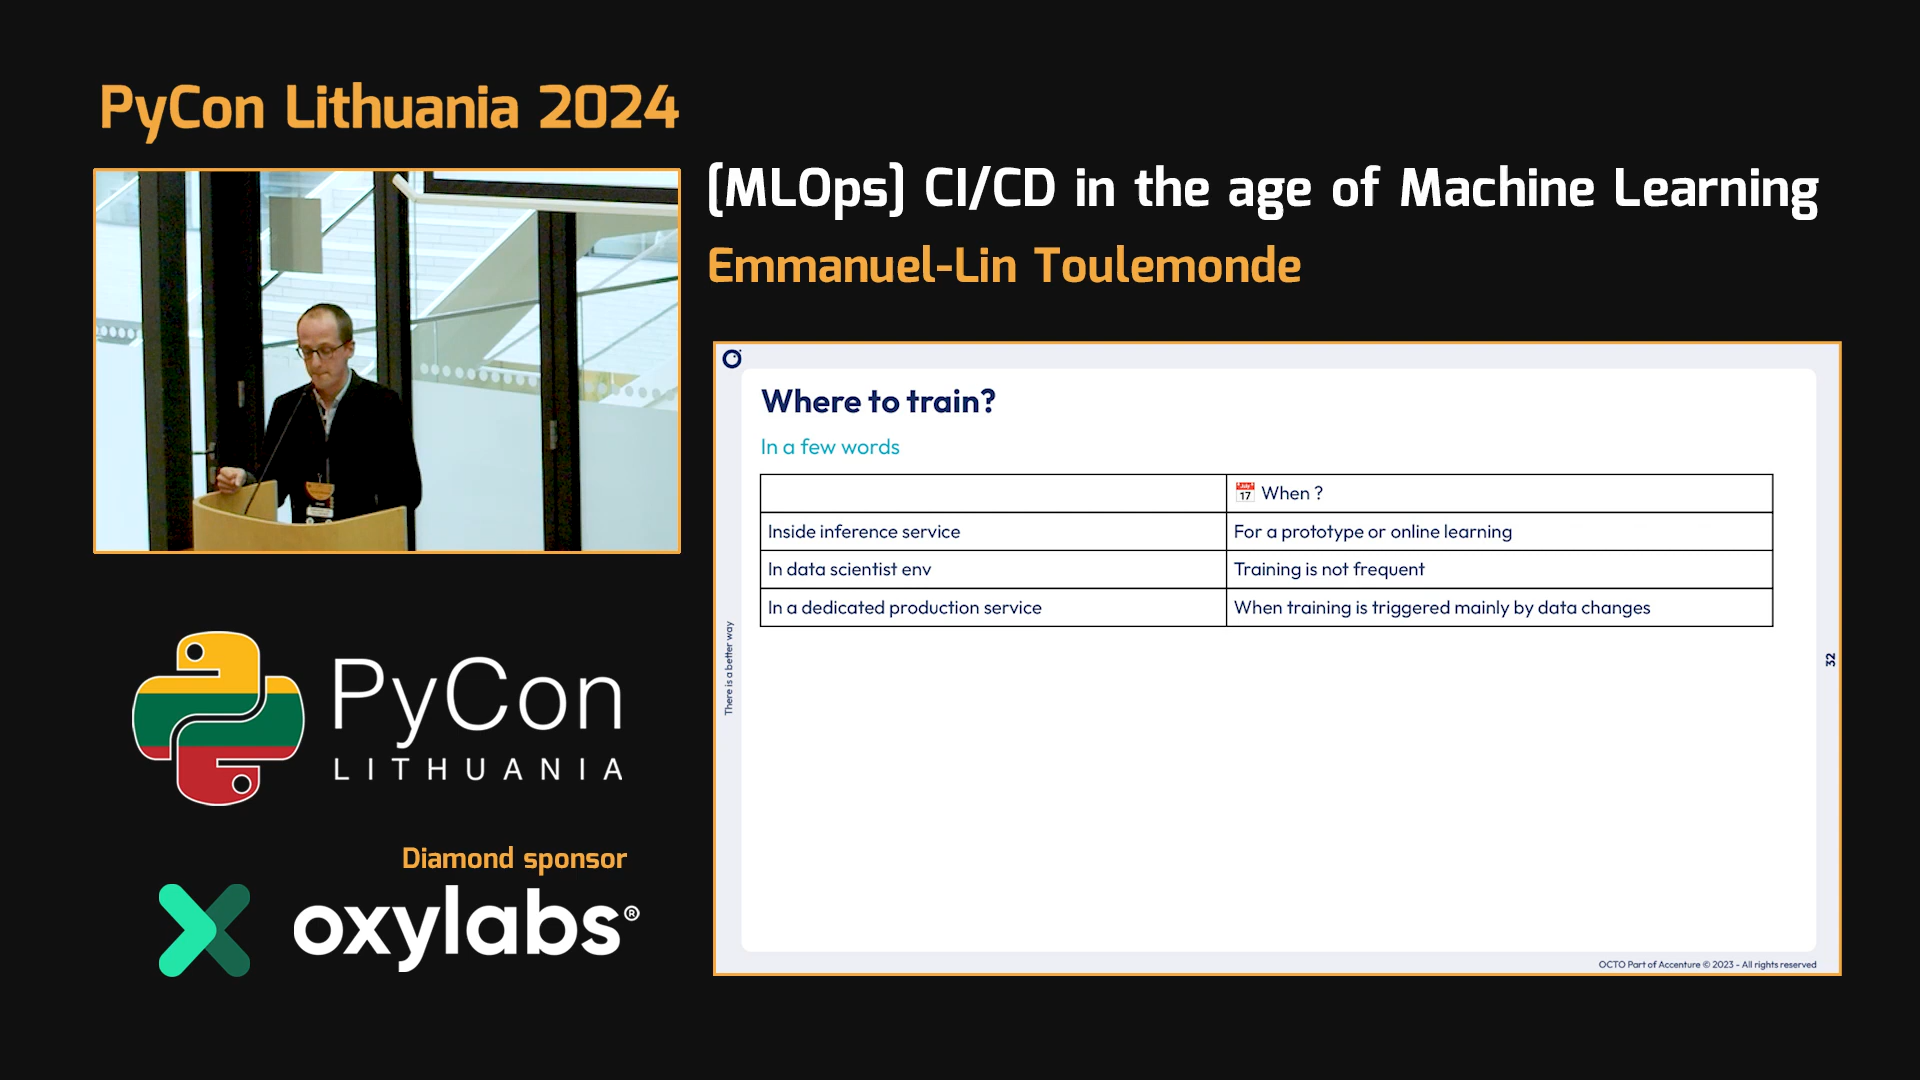 PyCon Lithuania 2024
[MLOps] CI/CD in the age of Machine Learning
Emmanuel-Lin Toulemonde
Where to train?
In a few words
July 17 When ?
Inside inference service For a prototype or online learning
In data scientist env Training is not frequent
In a dedicated production service When training is triggered mainly by data changes
There is a better way
32
OCTO Part of Accenture © 2023 - All rights reserved
PyCon
LITHUANIA
Diamond sponsor
oxylabs®